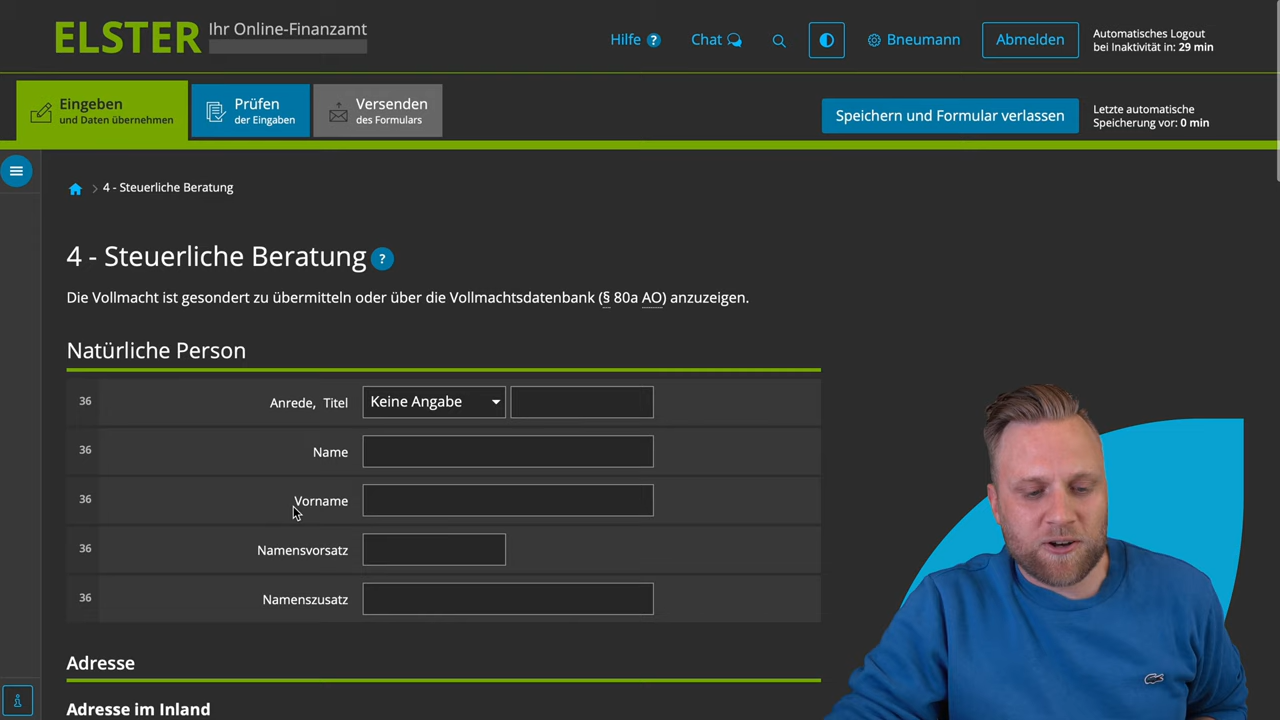 ELSTER
Ihr Online-Finanzamt
Hilfe ?
Chat
Bneumann
Abmelden
Automatisches Logout
bei Inaktivität in: 29 min
Eingeben
und Daten übernehmen
Prüfen
der Eingaben
Versenden
des Formulars
Speichern und Formular verlassen
Letzte automatische
Speicherung vor: 0 min
4 - Steuerliche Beratung
4 - Steuerliche Beratung ?
Die Vollmacht ist gesondert zu übermitteln oder über die Vollmachtsdatenbank (§ 80a AO) anzuzeigen.
Natürliche Person
36 Anrede, Titel Keine Angabe
36 Name
36 Vorname
36 Namensvorsatz
36 Namenszusatz
Adresse
Adresse im Inland